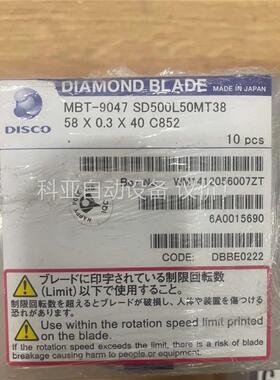 DIAMOND BLADE
MADE IN JAPAN
DISCO
MBT-9047 SD500L50MT38
58 X 0.3 X 40 C852
10 pcs
科亚自动设备
6A0015690
CODE: DBBE0222
ブレードに印字されている制限回転数
(Limit) 以下でご使用ください。
制限回転数を超えるとブレードが破損し、人体や装置を傷つける
恐れがあります。
Use within the rotation speed limit printed
on the blade.
If the rotation speed exceeds the limit, there is a risk of blade
breakage causing harm to people or equipment.